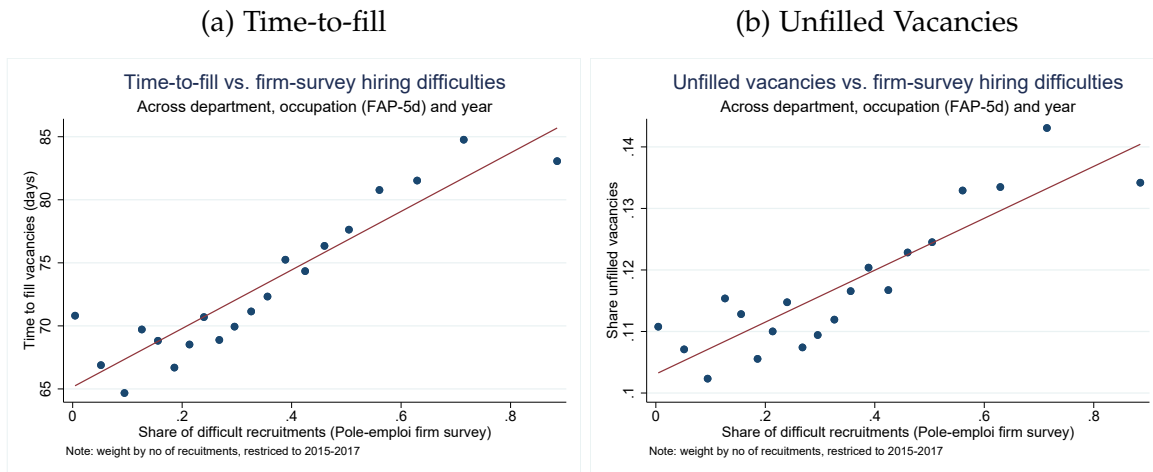 (a) Time-to-fill
Time-to-fill vs. firm-survey hiring difficulties
Across department, occupation (FAP-5d) and year
Time to fill vacancies (days)
85
80
75
70
65
0 .2 .4 .6 .8
Share of difficult recruitments (Pole-emploi firm survey)
Note: weight by no of recuitments, restriced to 2015-2017
(b) Unfilled Vacancies
Unfilled vacancies vs. firm-survey hiring difficulties
Across department, occupation (FAP-5d) and year
Share unfilled vacancies
.14
.13
.12
.11
.1
0 .2 .4 .6 .8
Share of difficult recruitments (Pole-emploi firm survey)
Note: weight by no of recuitments, restriced to 2015-2017